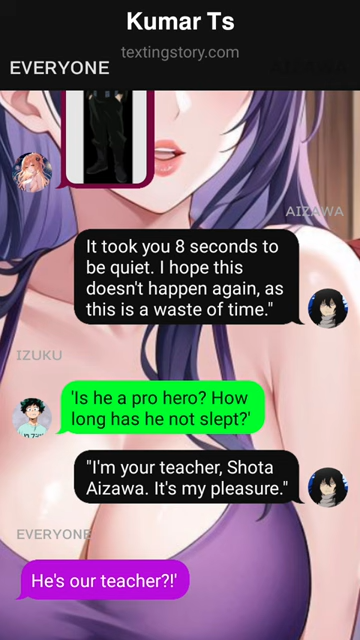 Kumar Ts
textingstory.com
EVERYONE
AIZAWA
AIZAWA
It took you 8 seconds to
be quiet. I hope this
doesn't happen again, as
this is a waste of time."
IZUKU
'Is he a pro hero? How
long has he not slept?'
"I'm your teacher, Shota
Aizawa. It's my pleasure."
EVERYONE
He's our teacher?!'